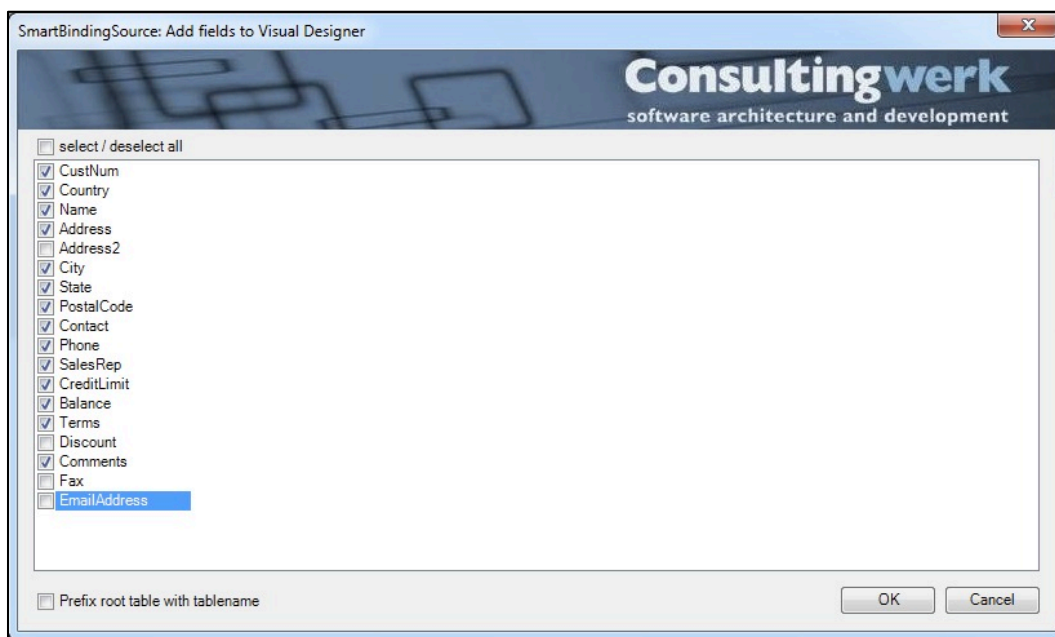 SmartBindingSource: Add fields to Visual Designer
Consultingwerk
software architecture and development
select / deselect all
CustNum
Country
Name
Address
Address2
City
State
PostalCode
Contact
Phone
SalesRep
CreditLimit
Balance
Terms
Discount
Comments
Fax
EmailAddress
Prefix root table with tablename
OK
Cancel